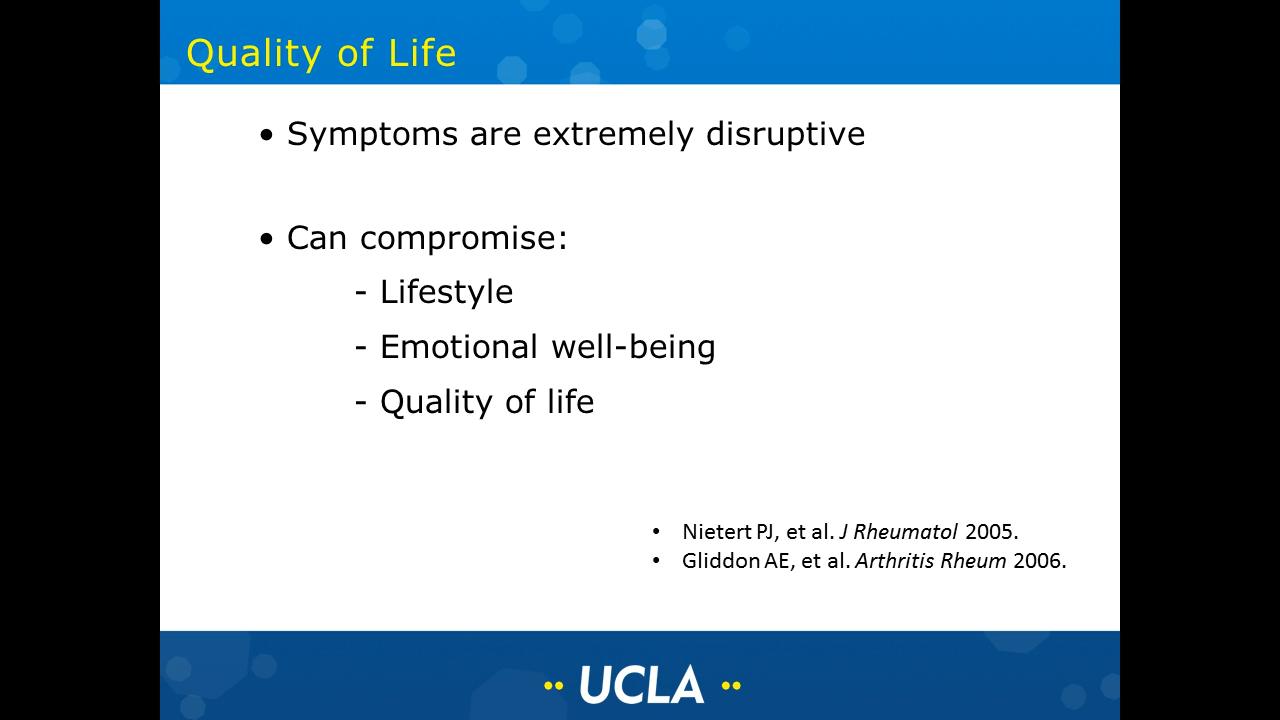 Quality of Life
• Symptoms are extremely disruptive
• Can compromise:
- Lifestyle
- Emotional well-being
- Quality of life
• Nietert PJ, et al. J Rheumatol 2005.
• Gliddon AE, et al. Arthritis Rheum 2006.
UCLA